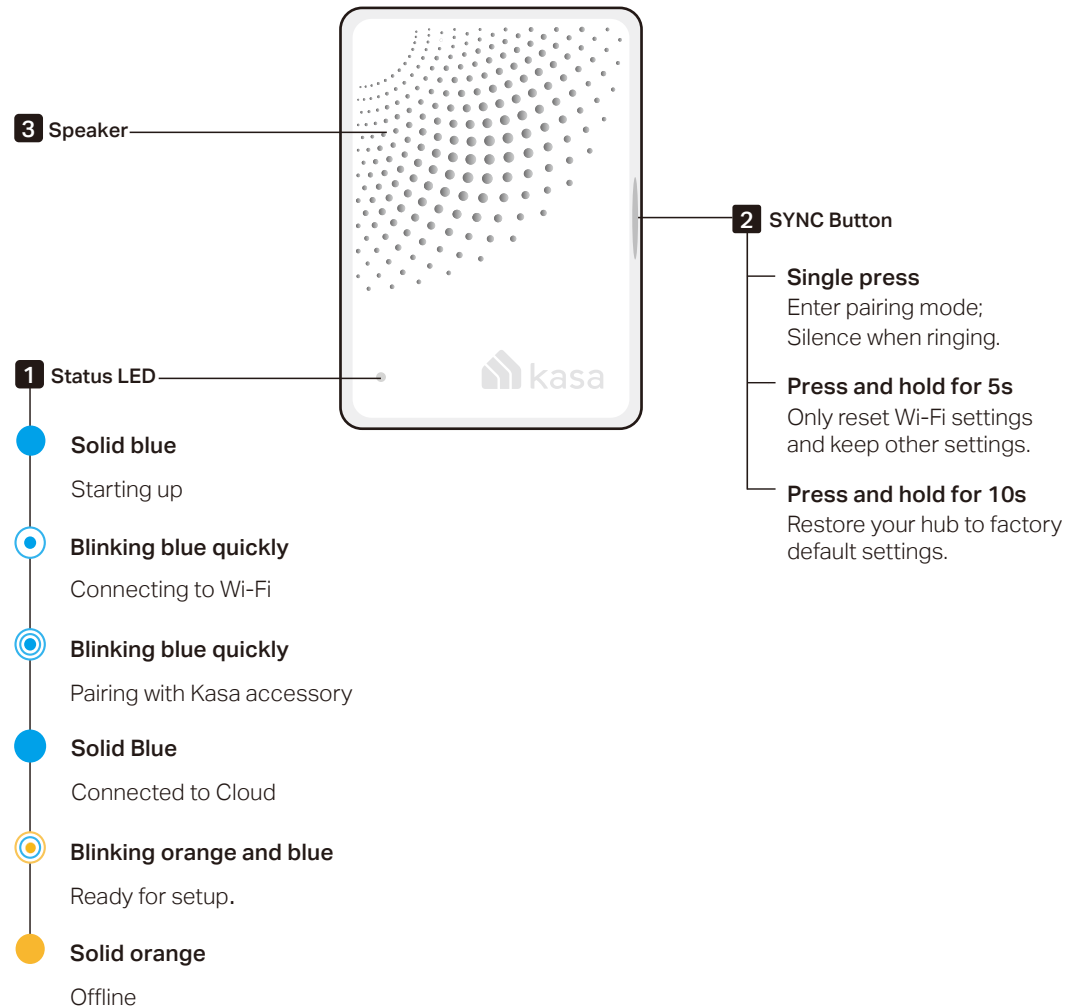 3 Speaker
kasa
2 SYNC Button
Single press
Enter pairing mode;
Silence when ringing.
Press and hold for 5s
Only reset Wi-Fi settings
and keep other settings.
Press and hold for 10s
Restore your hub to factory
default settings.
1 Status LED
Solid blue
Starting up
Blinking blue quickly
Connecting to Wi-Fi
Blinking blue quickly
Pairing with Kasa accessory
Solid Blue
Connected to Cloud
Blinking orange and blue
Ready for setup.
Solid orange
Offline